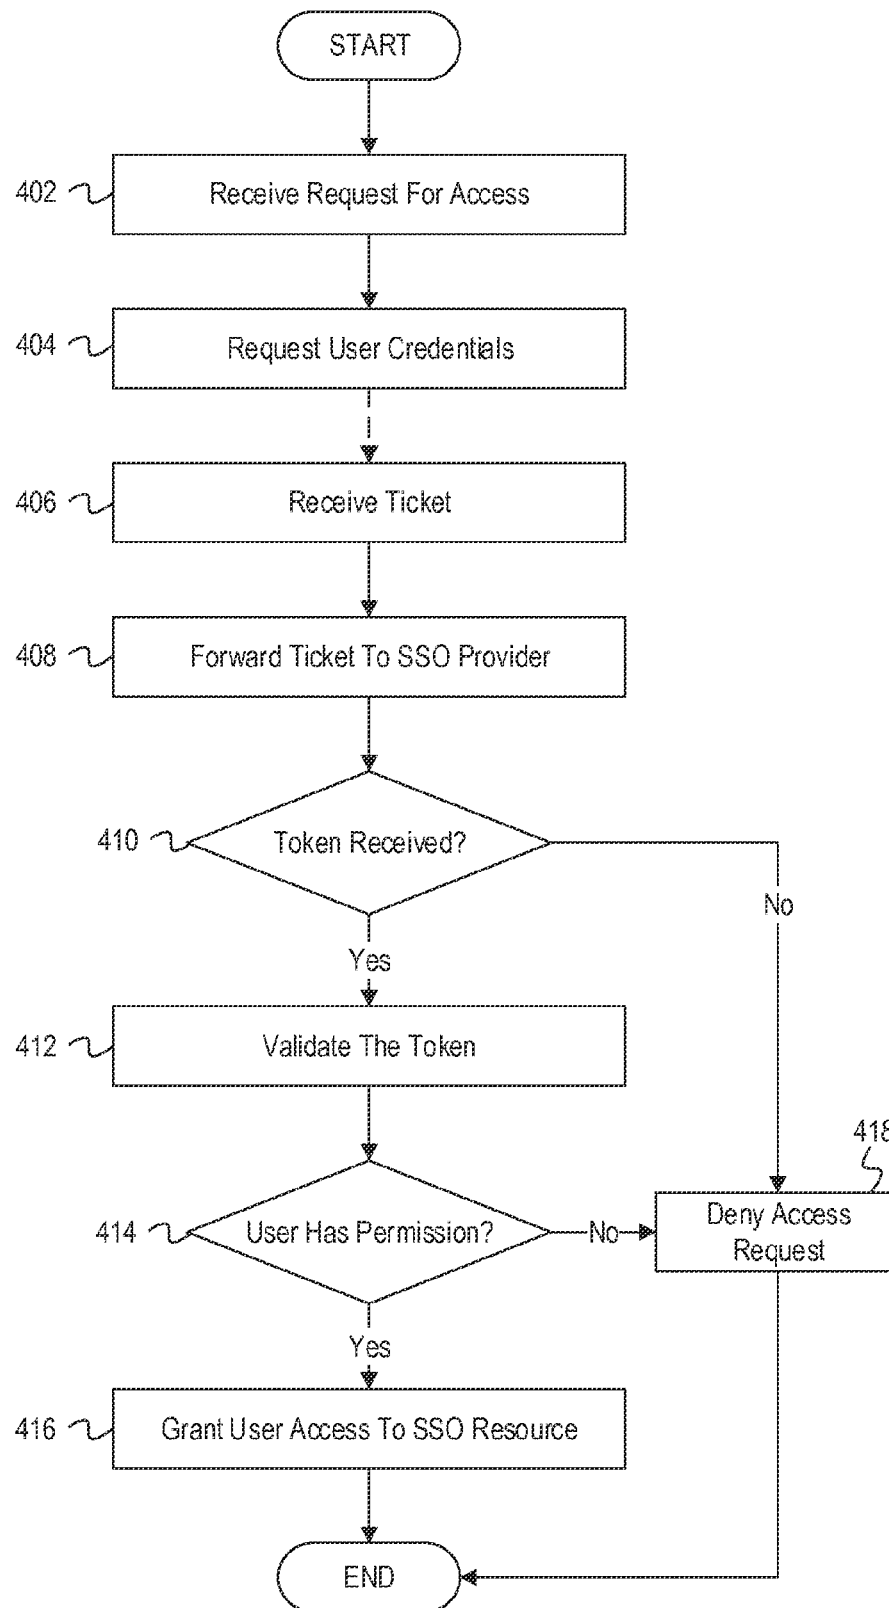 START
402
Receive Request For Access
404
Request User Credentials
406
Receive Ticket
408
Forward Ticket To SSO Provider
410
Token Received?
No
Yes
412
Validate The Token
418
414
User Has Permission?
No
Deny Access
Request
Yes
416
Grant User Access To SSO Resource
END